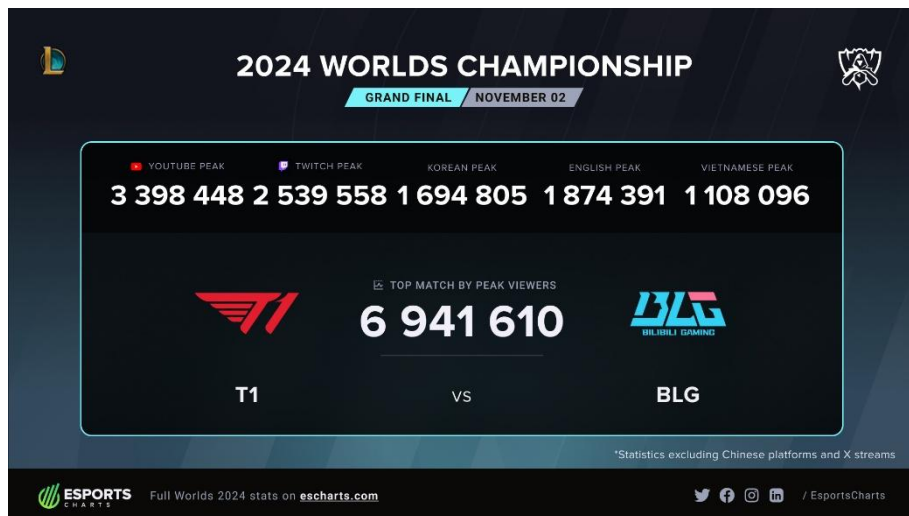 2024 WORLDS CHAMPIONSHIP
GRAND FINAL NOVEMBER 02
YOUTUBE PEAK TWITCH PEAK KOREAN PEAK ENGLISH PEAK VIETNAMESE PEAK
3 398 448 2 539 558 1 694 805 1 874 391 1 108 096
TOP MATCH BY PEAK VIEWERS
6 941 610
T1
BLG
BILIBILI GAMING
T1 VS BLG
*Statistics excluding Chinese platforms and X streams
ESPORTS
CHARTS
Full Worlds 2024 stats on escharts.com
/ EsportsCharts